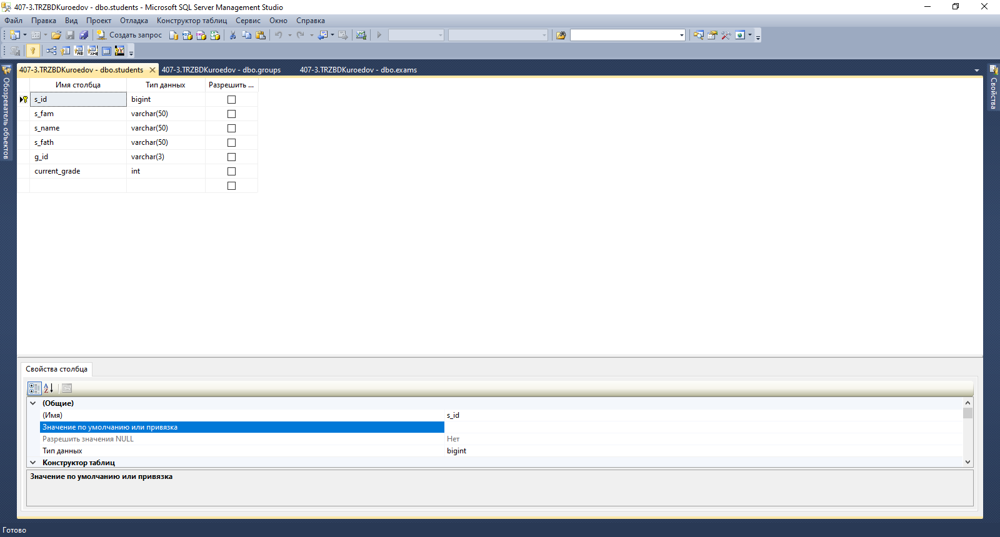 407-3.TRZBDKuroedov - dbo.students - Microsoft SQL Server Management Studio
Файл Правка Вид Проект Отладка Конструктор таблиц Сервис Окно Справка
Создать запрос
407-3.TRZBDKuroedov - dbo.students 407-3.TRZBDKuroedov - dbo.groups 407-3.TRZBDKuroedov - dbo.exams
Обозреватель объектов
Свойства
Имя столбца Тип данных Разрешить ...
s_id bigint
s_fam varchar(50)
s_name varchar(50)
s_fath varchar(50)
g_id varchar(3)
current_grade int
Свойства столбца
(Общие)
(Имя) s_id
Значение по умолчанию или привязка
Разрешить значения NULL Нет
Тип данных bigint
Конструктор таблиц
Значение по умолчанию или привязка
Готово